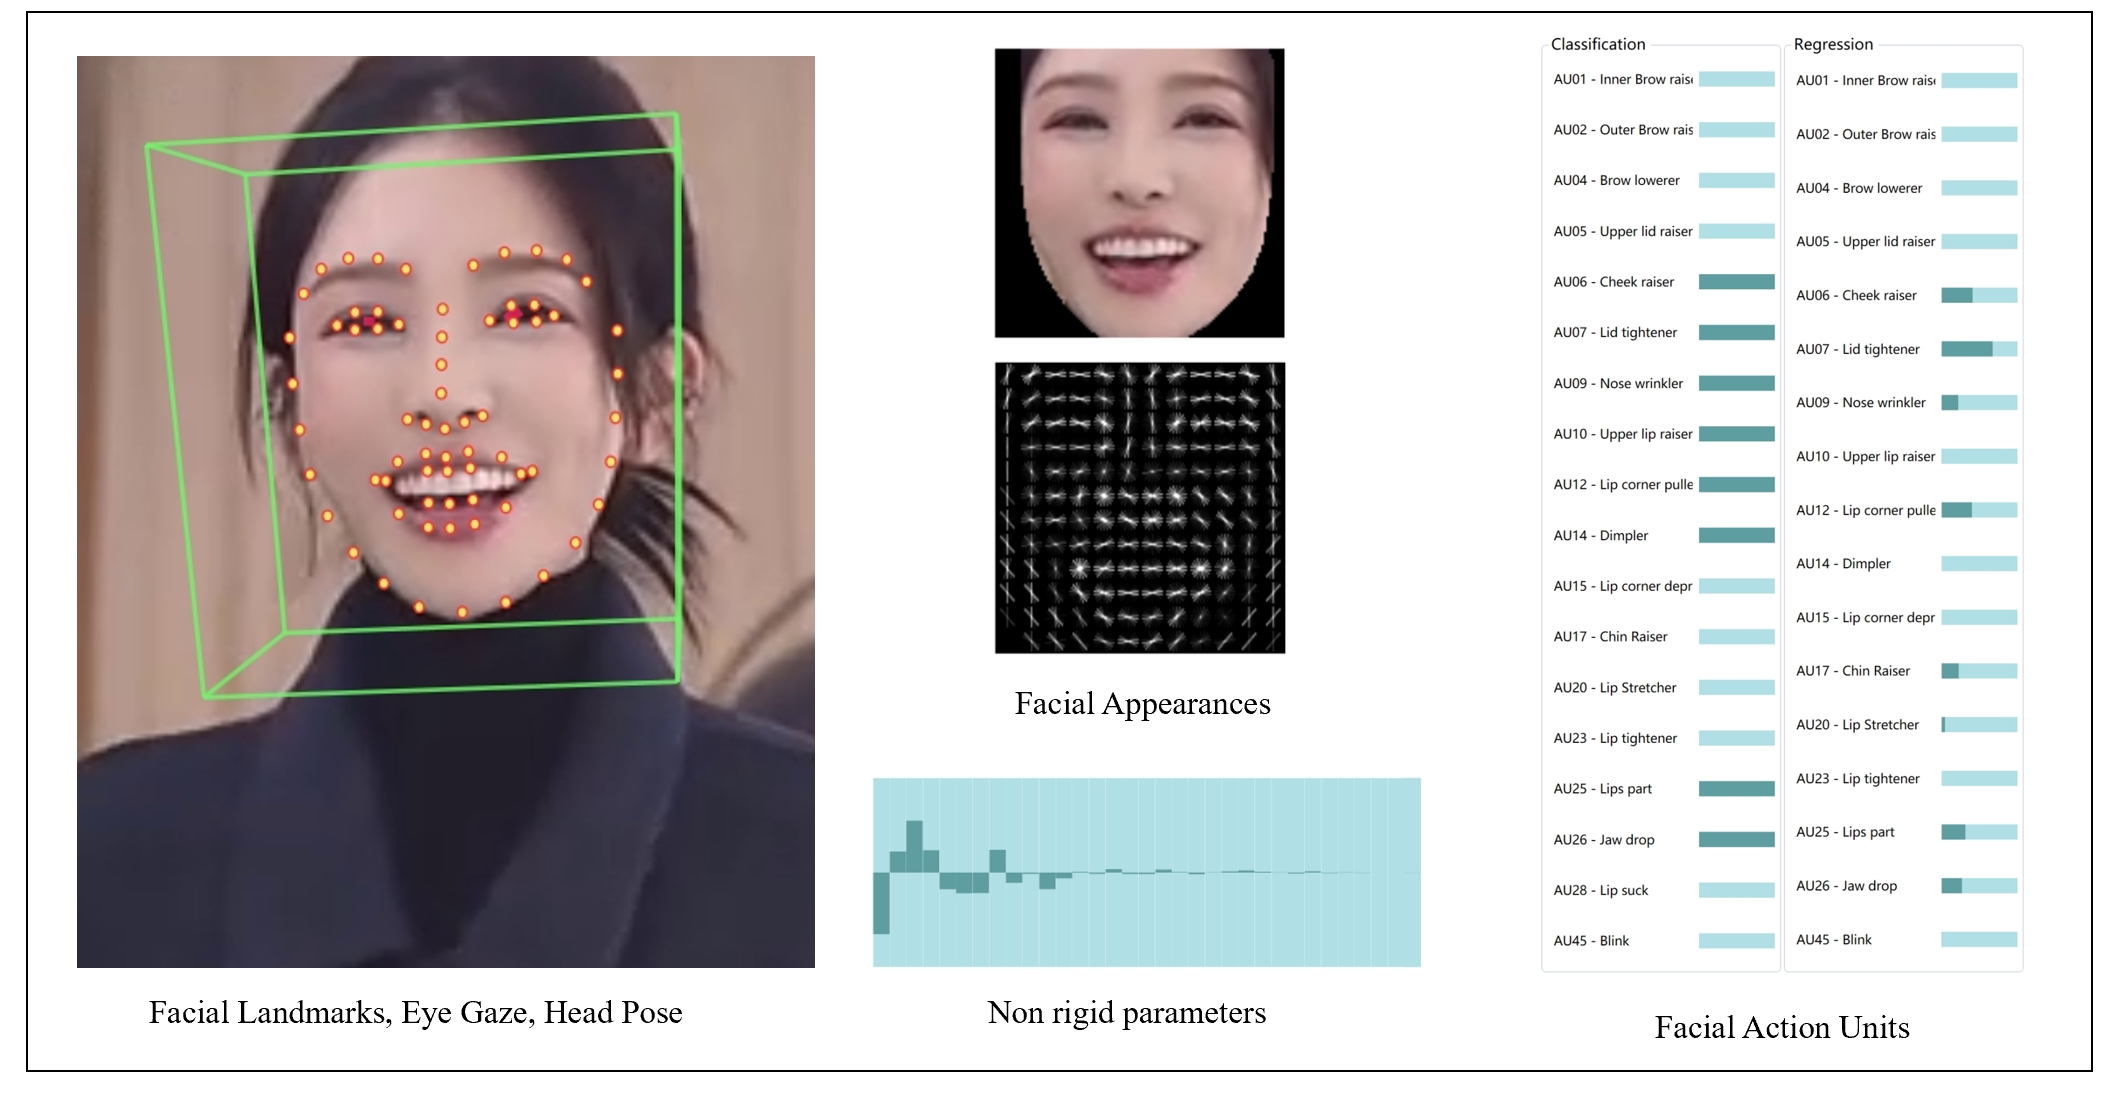 Facial Landmarks, Eye Gaze, Head Pose
Facial Appearances
Non rigid parameters
Classification
AU01 - Inner Brow raise
AU02 - Outer Brow rais
AU04 - Brow lowerer
AU05 - Upper lid raiser
AU06 - Cheek raiser
AU07 - Lid tightener
AU09 - Nose wrinkler
AU10 - Upper lip raiser
AU12 - Lip corner pulle
AU14 - Dimpler
AU15 - Lip corner depr
AU17 - Chin Raiser
AU20 - Lip Stretcher
AU23 - Lip tightener
AU25 - Lips part
AU26 - Jaw drop
AU28 - Lip suck
AU45 - Blink
Regression
AU01 - Inner Brow raise
AU02 - Outer Brow rais
AU04 - Brow lowerer
AU05 - Upper lid raiser
AU06 - Cheek raiser
AU07 - Lid tightener
AU09 - Nose wrinkler
AU10 - Upper lip raiser
AU12 - Lip corner pulle
AU14 - Dimpler
AU15 - Lip corner depr
AU17 - Chin Raiser
AU20 - Lip Stretcher
AU23 - Lip tightener
AU25 - Lips part
AU26 - Jaw drop
AU45 - Blink
Facial Action Units